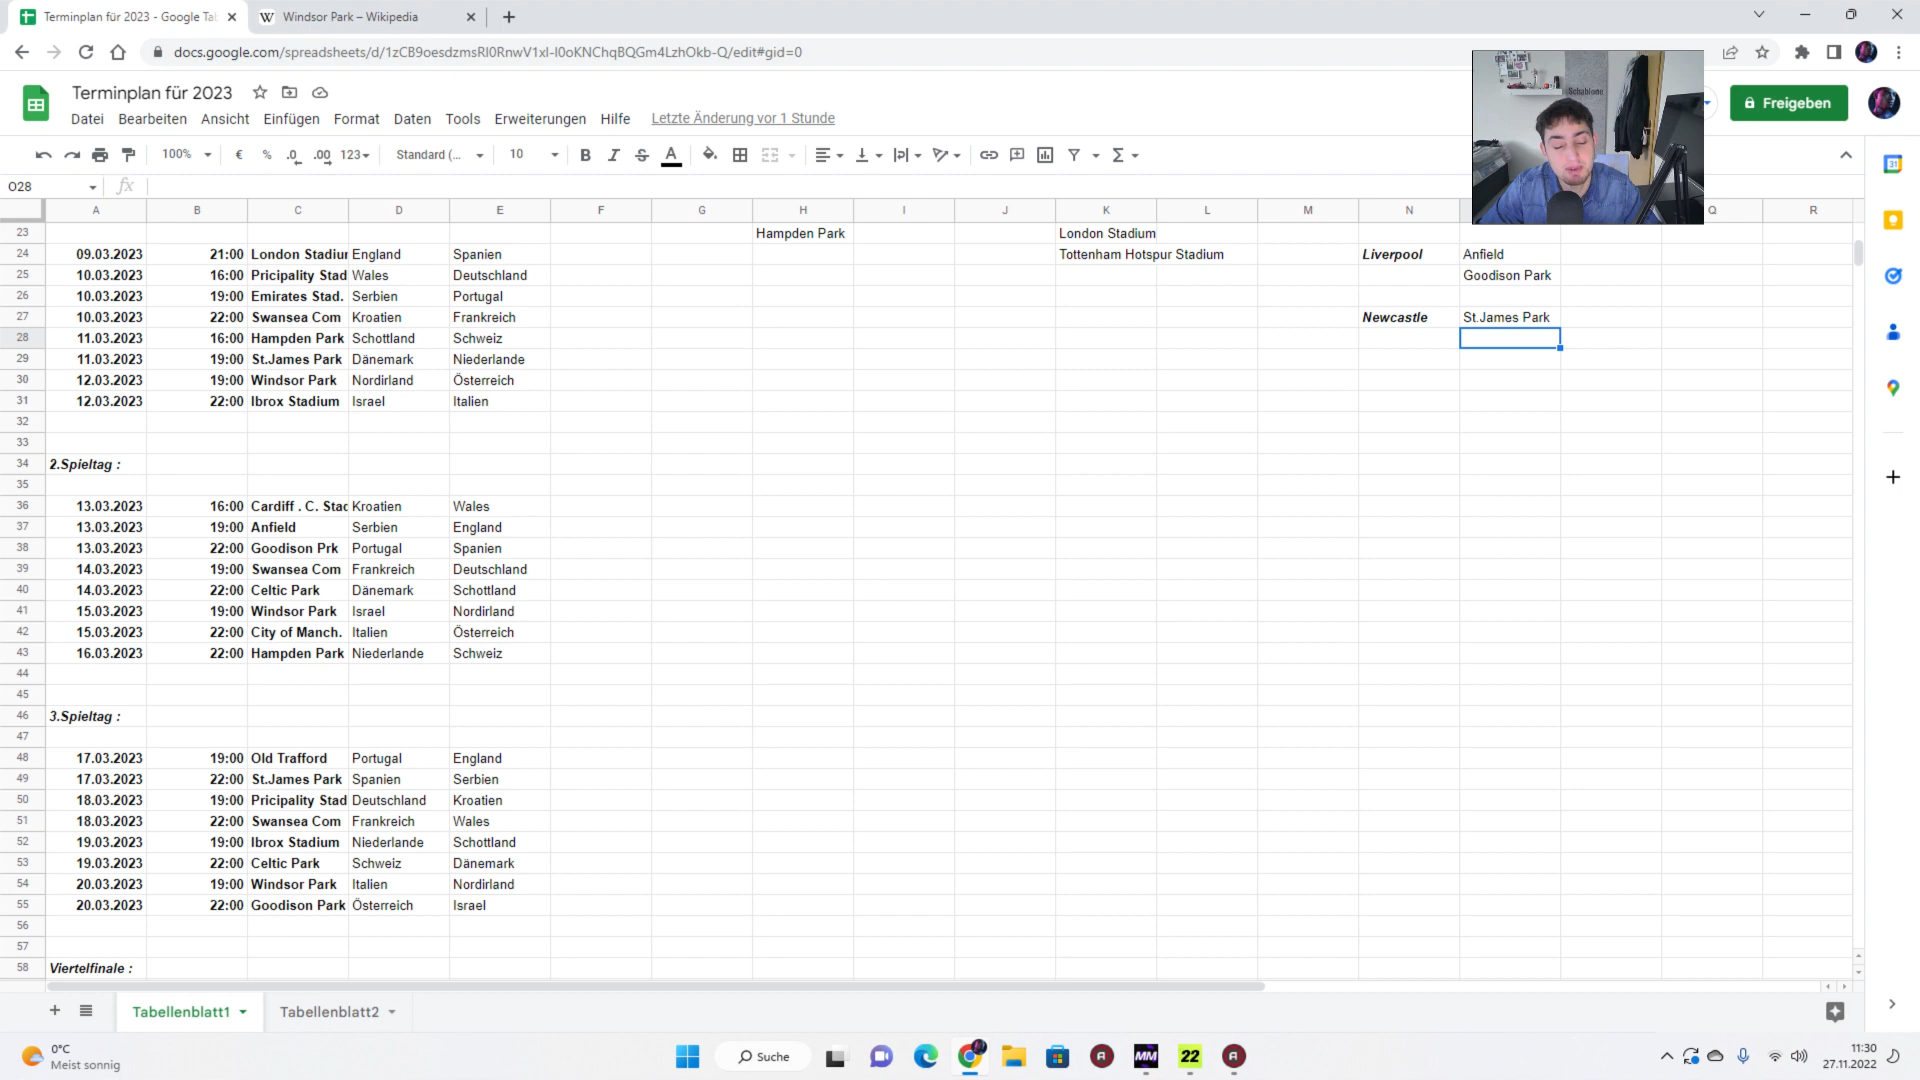 Terminplan für 2023 - Google Tab
Windsor Park – Wikipedia
docs.google.com/spreadsheets/d/1zCB9oesdzmsRl0RnwV1xl-I0oKNChqBQGm4LzhOkb-Q/edit#gid=0
Terminplan für 2023
Freigeben
Datei Bearbeiten Ansicht Einfügen Format Daten Tools Erweiterungen Hilfe Letzte Änderung vor 1 Stunde
100% € % .0 .00 123 Standard (... 10 B I S A
O28 fx
A B C D E F G H I J K L M N Q R
23 Hampden Park London Stadium
24 09.03.2023 21:00 London Stadiur England Spanien Tottenham Hotspur Stadium Liverpool Anfield
25 10.03.2023 16:00 Pricipality Stad Wales Deutschland Goodison Park
26 10.03.2023 19:00 Emirates Stad. Serbien Portugal
27 10.03.2023 22:00 Swansea Com Kroatien Frankreich Newcastle St.James Park
28 11.03.2023 16:00 Hampden Park Schottland Schweiz
29 11.03.2023 19:00 St.James Park Dänemark Niederlande
30 12.03.2023 19:00 Windsor Park Nordirland Österreich
31 12.03.2023 22:00 Ibrox Stadium Israel Italien
32
33
34 2.Spieltag :
35
36 13.03.2023 16:00 Cardiff . C. Stac Kroatien Wales
37 13.03.2023 19:00 Anfield Serbien England
38 13.03.2023 22:00 Goodison Prk Portugal Spanien
39 14.03.2023 19:00 Swansea Com Frankreich Deutschland
40 14.03.2023 22:00 Celtic Park Dänemark Schottland
41 15.03.2023 19:00 Windsor Park Israel Nordirland
42 15.03.2023 22:00 City of Manch. Italien Österreich
43 16.03.2023 22:00 Hampden Park Niederlande Schweiz
44
45
46 3.Spieltag :
47
48 17.03.2023 19:00 Old Trafford Portugal England
49 17.03.2023 22:00 St.James Park Spanien Serbien
50 18.03.2023 19:00 Pricipality Stad Deutschland Kroatien
51 18.03.2023 22:00 Swansea Com Frankreich Wales
52 19.03.2023 19:00 Ibrox Stadium Niederlande Schottland
53 19.03.2023 22:00 Celtic Park Schweiz Dänemark
54 20.03.2023 19:00 Windsor Park Italien Nordirland
55 20.03.2023 22:00 Goodison Park Österreich Israel
56
57
58 Viertelfinale :
Tabellenblatt1 Tabellenblatt2
0°C
Meist sonnig
Suche
MM
22
11:30
27.11.2022